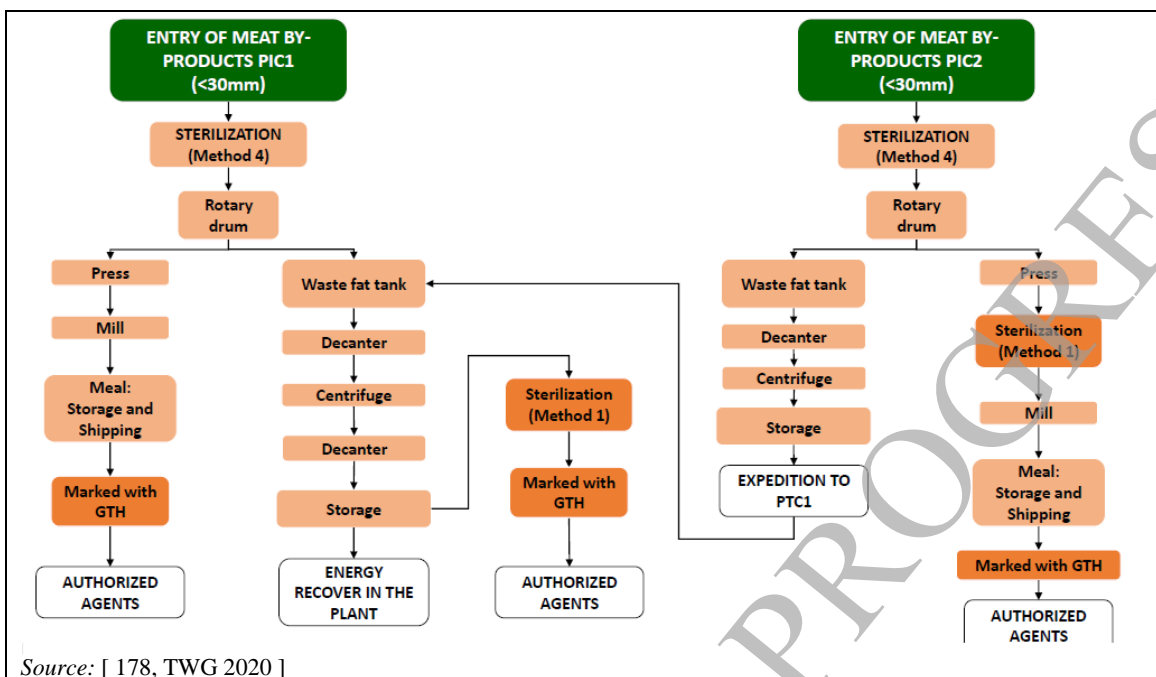 ENTRY OF MEAT BY-
PRODUCTS PIC1
(<30mm)
STERILIZATION
(Method 4)
Rotary
drum
Press
Mill
Meal:
Storage and
Shipping
Marked with
GTH
AUTHORIZED
AGENTS
Waste fat tank
Decanter
Centrifuge
Decanter
Storage
ENERGY
RECOVER IN THE
PLANT
Sterilization
(Method 1)
Marked with
GTH
AUTHORIZED
AGENTS
ENTRY OF MEAT BY-
PRODUCTS PIC2
(<30mm)
STERILIZATION
(Method 4)
Rotary
drum
Waste fat tank
Decanter
Centrifuge
Storage
EXPEDITION TO
PTC1
Press
Sterilization
(Method 1)
Mill
Meal:
Storage and
Shipping
Marked with GTH
AUTHORIZED
AGENTS
PROGRES
Source: [ 178, TWG 2020 ]